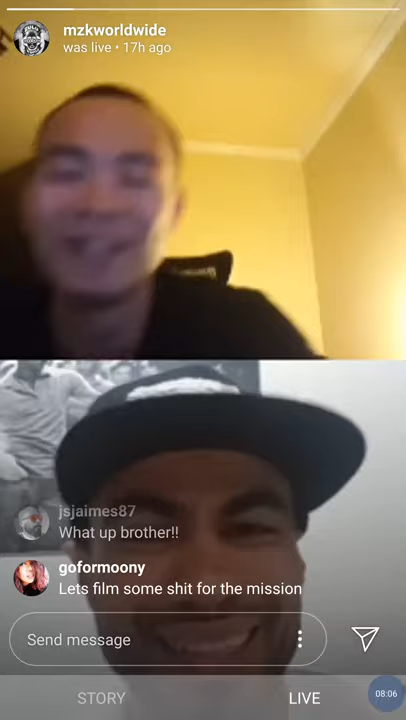 mzkworldwide
was live • 17h ago
jsjaimes87
What up brother!!
goformoony
Lets film some shit for the mission
Send message
STORY
LIVE
08:06